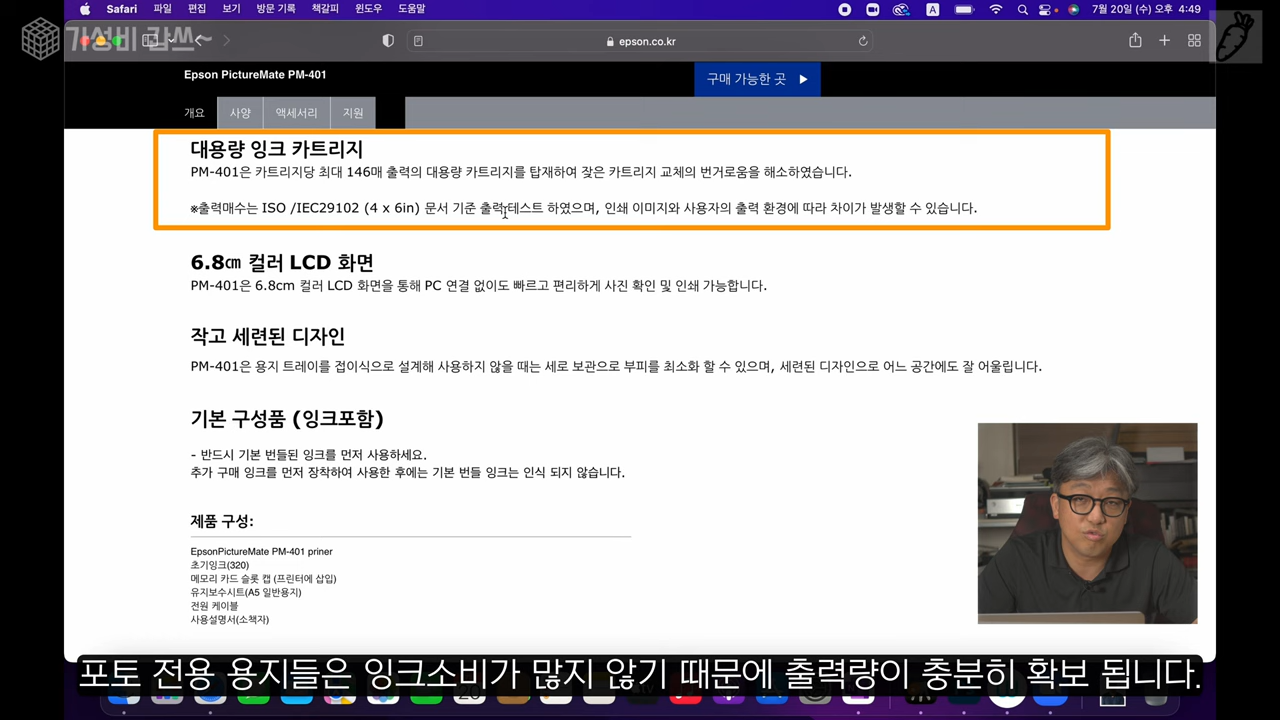 Safari 파일 편집 보기 방문 기록 책갈피 윈도우 도움말
A 7월 20일 (수) 오후 4:49
가성비 갑쓰~
epson.co.kr
Epson PictureMate PM-401
구매 가능한 곳 ▶
개요 사양 액세서리 지원
대용량 잉크 카트리지
PM-401은 카트리지당 최대 146매 출력의 대용량 카트리지를 탑재하여 잦은 카트리지 교체의 번거로움을 해소하였습니다.
※출력매수는 ISO /IEC29102 (4 x 6in) 문서 기준 출력테스트 하였으며, 인쇄 이미지와 사용자의 출력 환경에 따라 차이가 발생할 수 있습니다.
6.8㎝ 컬러 LCD 화면
PM-401은 6.8cm 컬러 LCD 화면을 통해 PC 연결 없이도 빠르고 편리하게 사진 확인 및 인쇄 가능합니다.
작고 세련된 디자인
PM-401은 용지 트레이를 접이식으로 설계해 사용하지 않을 때는 세로 보관으로 부피를 최소화 할 수 있으며, 세련된 디자인으로 어느 공간에도 잘 어울립니다.
기본 구성품 (잉크포함)
- 반드시 기본 번들된 잉크를 먼저 사용하세요.
추가 구매 잉크를 먼저 장착하여 사용한 후에는 기본 번들 잉크는 인식 되지 않습니다.
제품 구성:
EpsonPictureMate PM-401 priner
초기잉크(320)
메모리 카드 슬롯 캡 (프린터에 삽입)
유지보수시트(A5 일반용지)
전원 케이블
사용설명서(소책자)
포토 전용 용지들은 잉크소비가 많지 않기 때문에 출력량이 충분히 확보 됩니다.